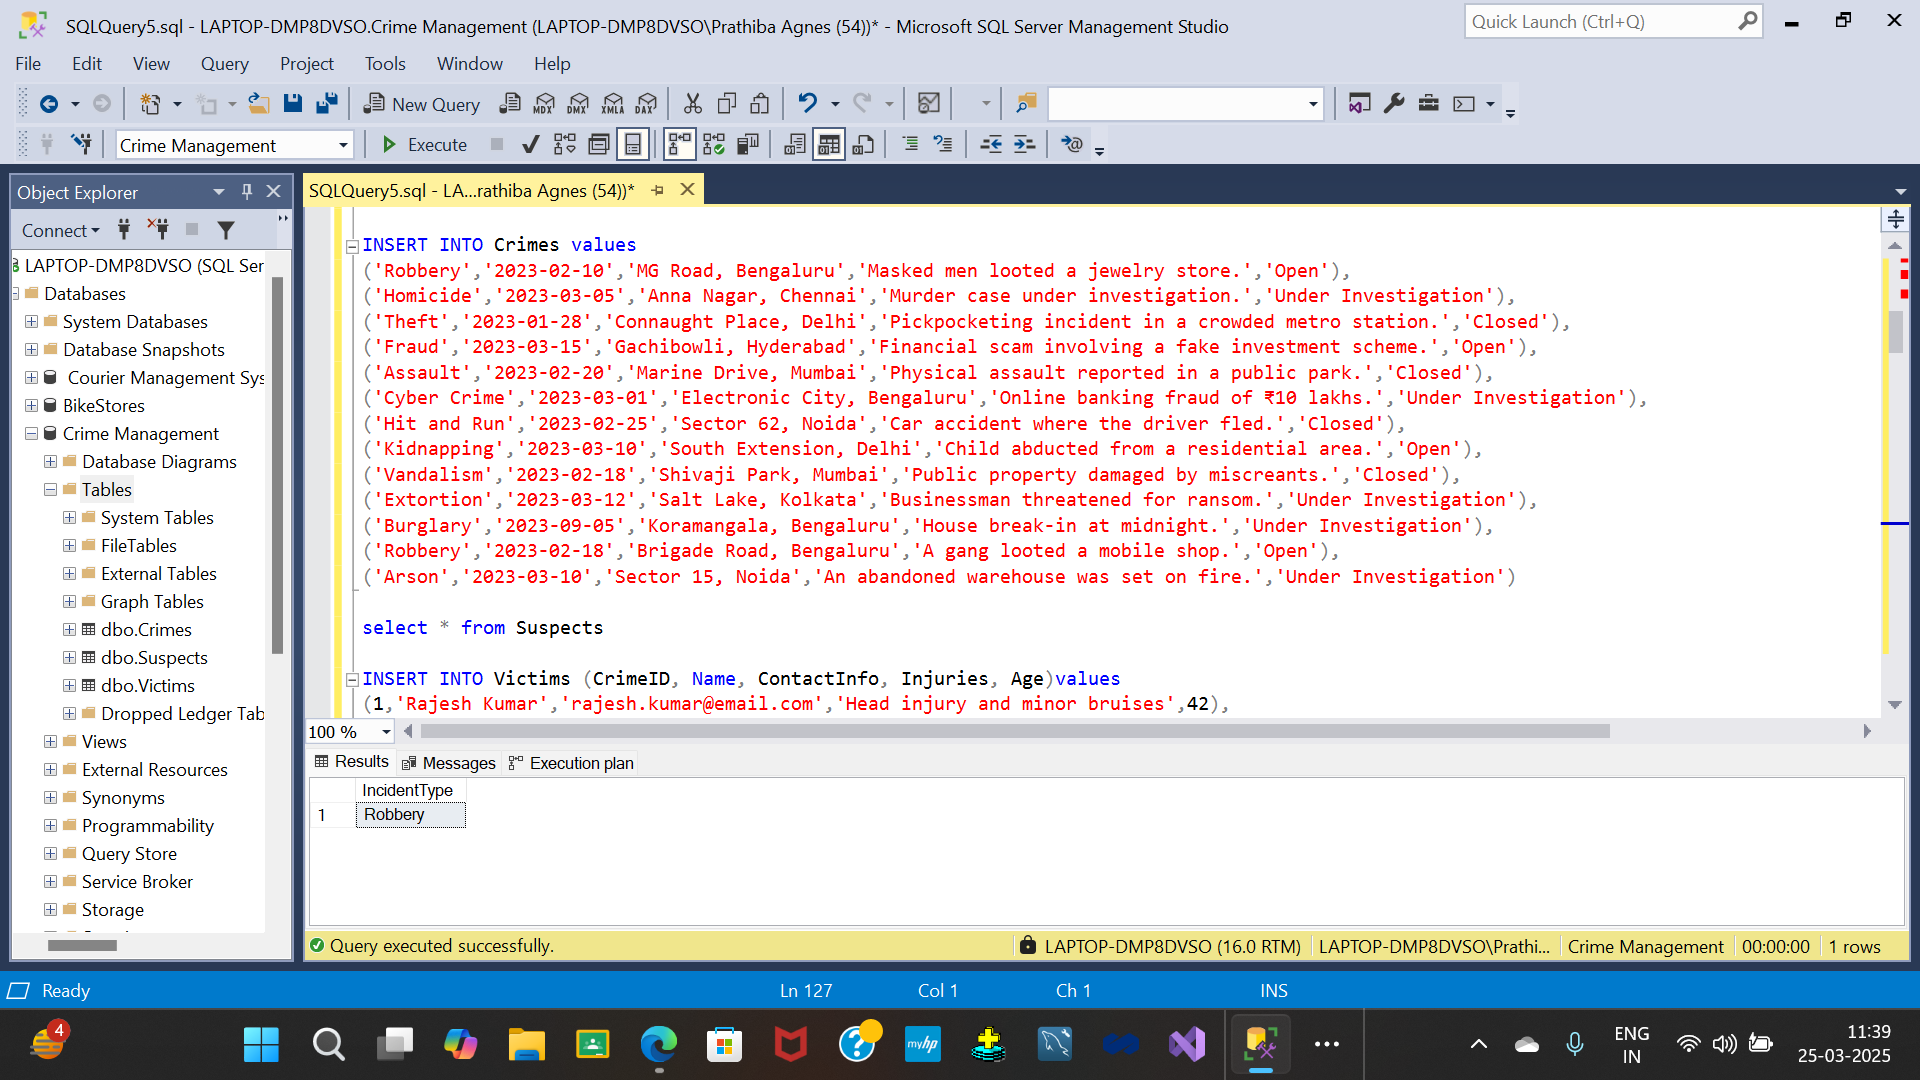 SQLQuery5.sql - LAPTOP-DMP8DVSO.Crime Management (LAPTOP-DMP8DVSO\Prathiba Agnes (54))* - Microsoft SQL Server Management Studio
Quick Launch (Ctrl+Q)
File Edit View Query Project Tools Window Help
New Query MDX DMX XMLA DAX
Crime Management Execute
Object Explorer
Connect
LAPTOP-DMP8DVSO (SQL Ser
Databases
System Databases
Database Snapshots
Courier Management Sys
BikeStores
Crime Management
Database Diagrams
Tables
System Tables
FileTables
External Tables
Graph Tables
dbo.Crimes
dbo.Suspects
dbo.Victims
Dropped Ledger Tab
Views
External Resources
Synonyms
Programmability
Query Store
Service Broker
Storage
SQLQuery5.sql - LA...rathiba Agnes (54))*
INSERT INTO Crimes values
('Robbery','2023-02-10','MG Road, Bengaluru','Masked men looted a jewelry store.','Open'),
('Homicide','2023-03-05','Anna Nagar, Chennai','Murder case under investigation.','Under Investigation'),
('Theft','2023-01-28','Connaught Place, Delhi','Pickpocketing incident in a crowded metro station.','Closed'),
('Fraud','2023-03-15','Gachibowli, Hyderabad','Financial scam involving a fake investment scheme.','Open'),
('Assault','2023-02-20','Marine Drive, Mumbai','Physical assault reported in a public park.','Closed'),
('Cyber Crime','2023-03-01','Electronic City, Bengaluru','Online banking fraud of ₹10 lakhs.','Under Investigation'),
('Hit and Run','2023-02-25','Sector 62, Noida','Car accident where the driver fled.','Closed'),
('Kidnapping','2023-03-10','South Extension, Delhi','Child abducted from a residential area.','Open'),
('Vandalism','2023-02-18','Shivaji Park, Mumbai','Public property damaged by miscreants.','Closed'),
('Extortion','2023-03-12','Salt Lake, Kolkata','Businessman threatened for ransom.','Under Investigation'),
('Burglary','2023-09-05','Koramangala, Bengaluru','House break-in at midnight.','Under Investigation'),
('Robbery','2023-02-18','Brigade Road, Bengaluru','A gang looted a mobile shop.','Open'),
('Arson','2023-03-10','Sector 15, Noida','An abandoned warehouse was set on fire.','Under Investigation')
select * from Suspects
INSERT INTO Victims (CrimeID, Name, ContactInfo, Injuries, Age)values
(1,'Rajesh Kumar','rajesh.kumar@email.com','Head injury and minor bruises',42),
100 %
Results Messages Execution plan
IncidentType
1 Robbery
Query executed successfully. LAPTOP-DMP8DVSO (16.0 RTM) LAPTOP-DMP8DVSO\Prathi... Crime Management 00:00:00 1 rows
Ready Ln 127 Col 1 Ch 1 INS
4
myhp
ENG
IN
11:39
25-03-2025